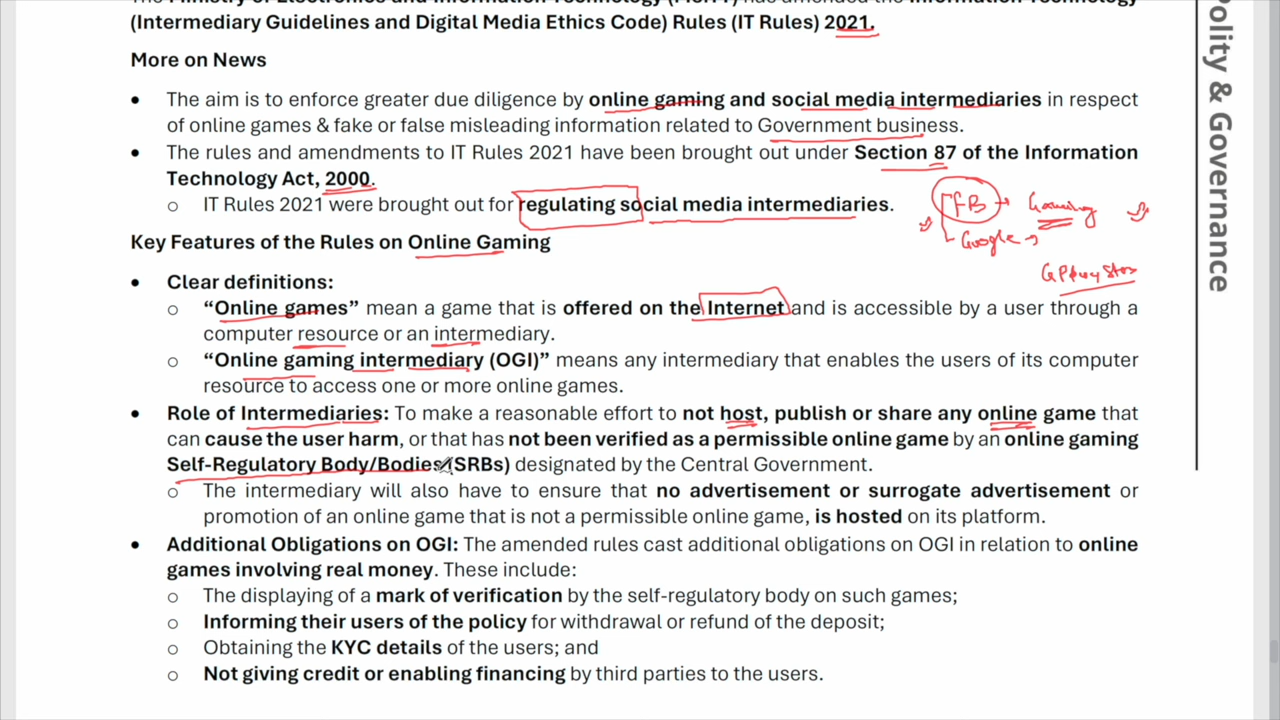 (Intermediary Guidelines and Digital Media Ethics Code) Rules (IT Rules) 2021.
More on News
• The aim is to enforce greater due diligence by online gaming and social media intermediaries in respect
of online games & fake or false misleading information related to Government business.
• The rules and amendments to IT Rules 2021 have been brought out under Section 87 of the Information
Technology Act, 2000.
o IT Rules 2021 were brought out for regulating social media intermediaries.
FB → Gaming
Google →
GPlay Store
Key Features of the Rules on Online Gaming
• Clear definitions:
o "Online games" mean a game that is offered on the Internet and is accessible by a user through a
computer resource or an intermediary.
o "Online gaming intermediary (OGI)" means any intermediary that enables the users of its computer
resource to access one or more online games.
• Role of Intermediaries: To make a reasonable effort to not host, publish or share any online game that
can cause the user harm, or that has not been verified as a permissible online game by an online gaming
Self-Regulatory Body/Bodies (SRBs) designated by the Central Government.
o The intermediary will also have to ensure that no advertisement or surrogate advertisement or
promotion of an online game that is not a permissible online game, is hosted on its platform.
• Additional Obligations on OGI: The amended rules cast additional obligations on OGI in relation to online
games involving real money. These include:
o The displaying of a mark of verification by the self-regulatory body on such games;
o Informing their users of the policy for withdrawal or refund of the deposit;
o Obtaining the KYC details of the users; and
o Not giving credit or enabling financing by third parties to the users.
Polity & Governance